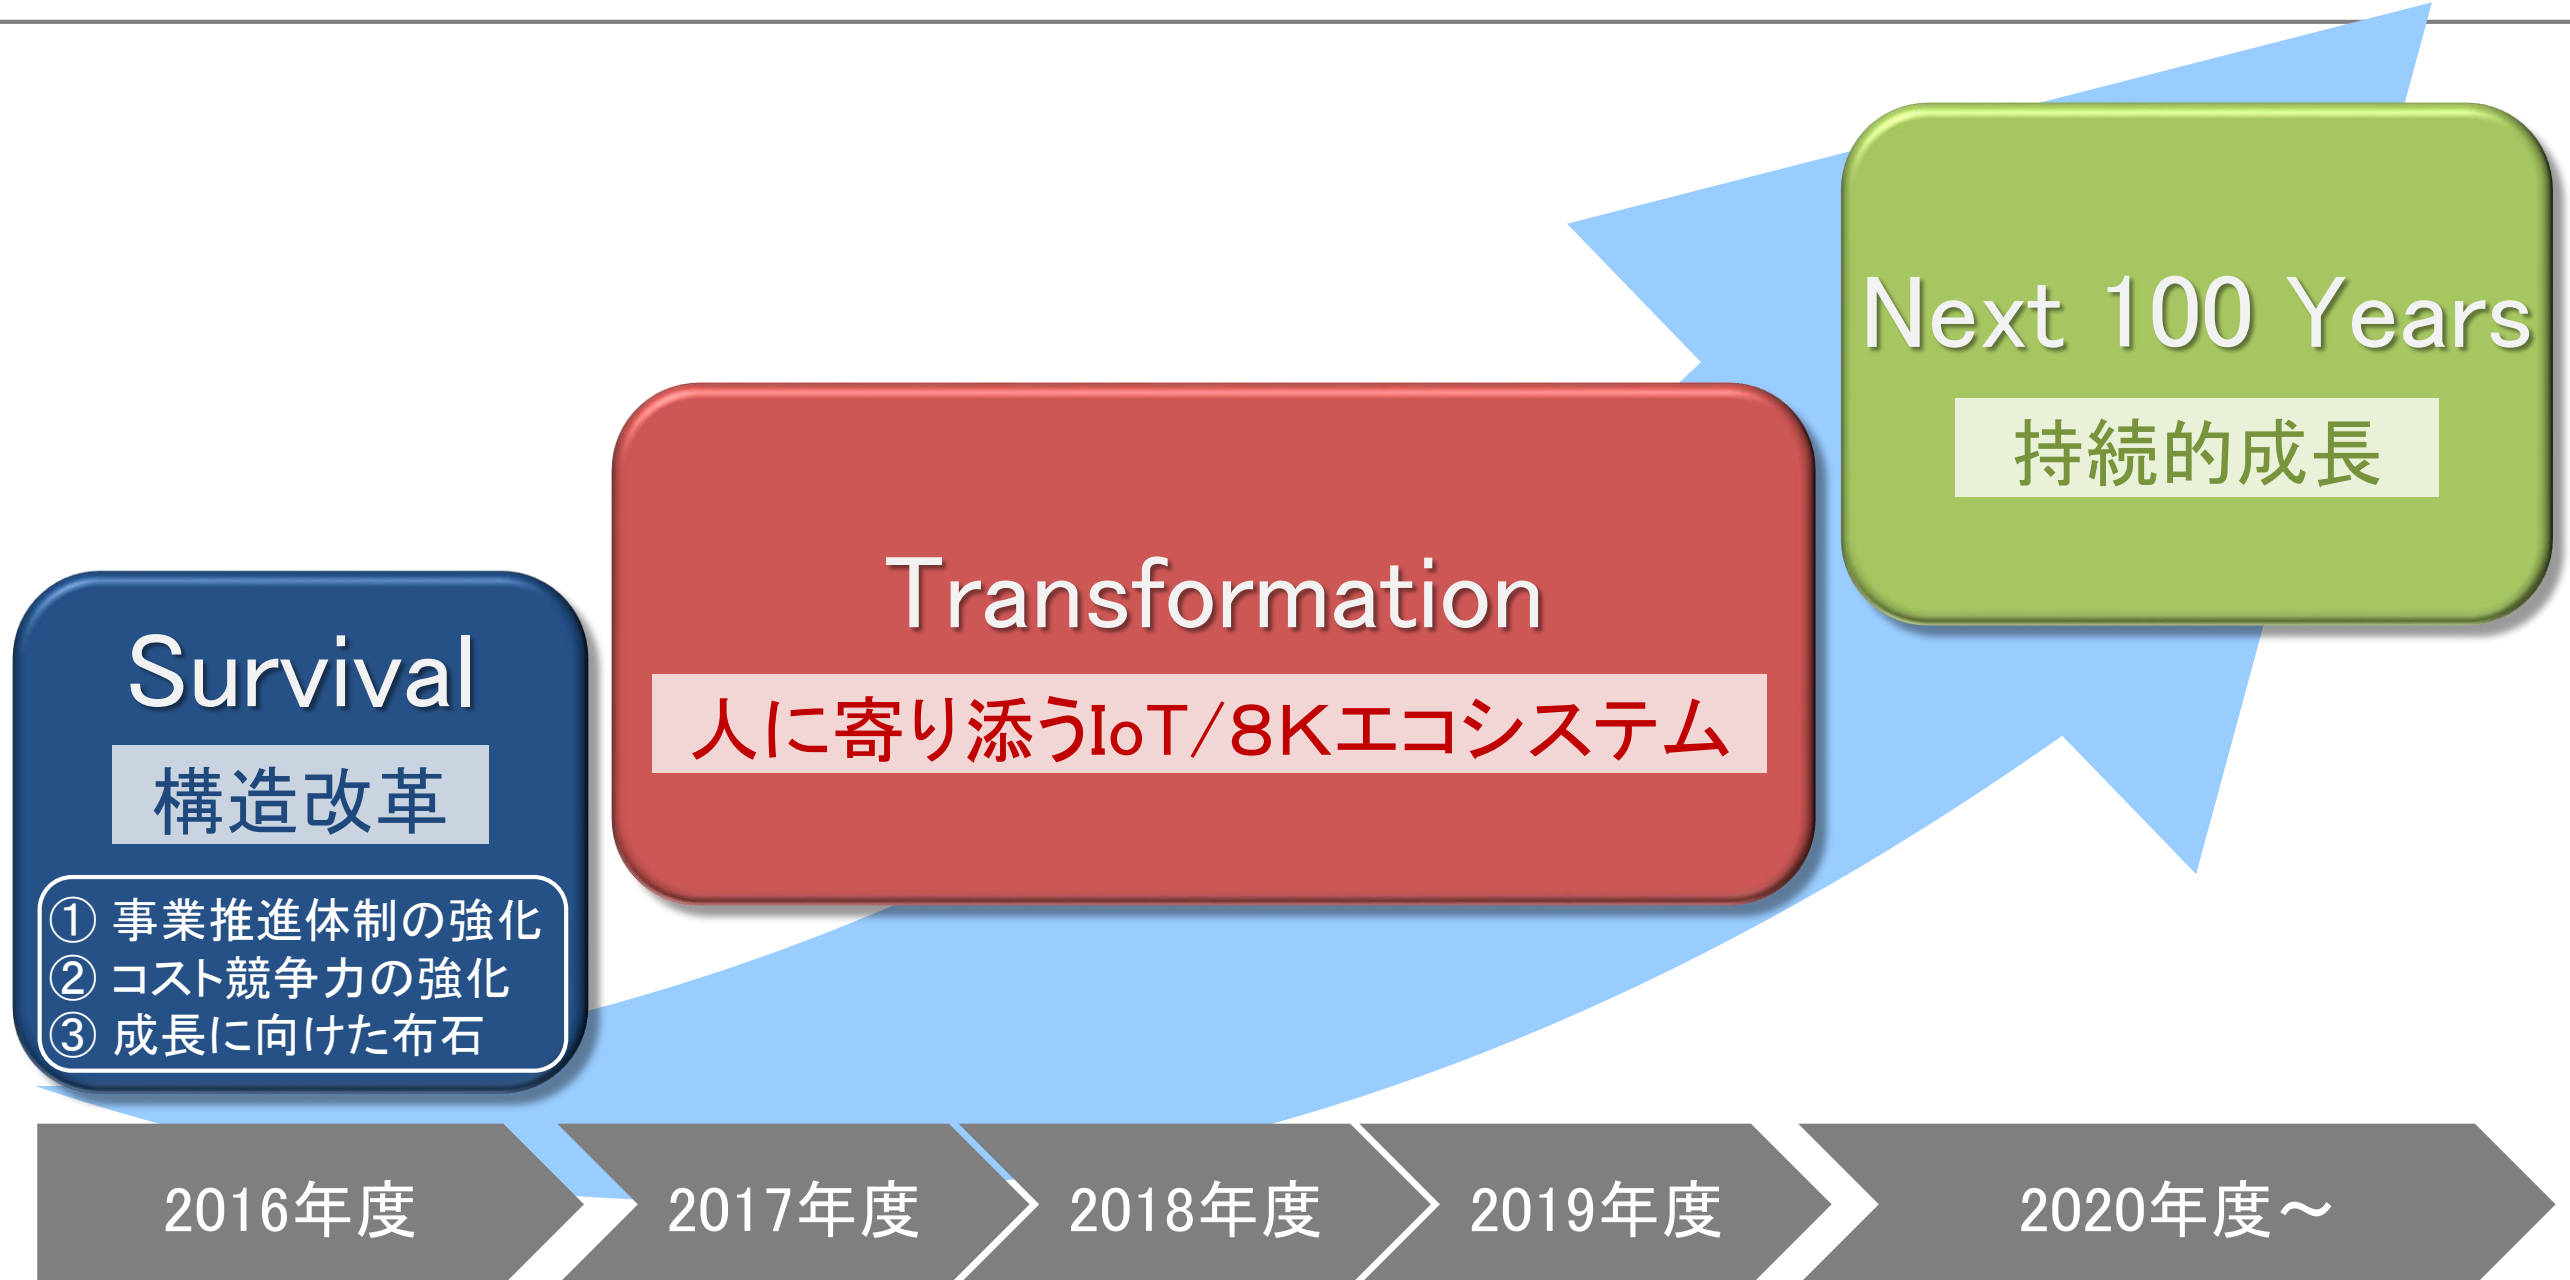 Survival
構造改革
① 事業推進体制の強化
② コスト競争力の強化
③ 成長に向けた布石
Transformation
人に寄り添うIoT/8Kエコシステム
Next 100 Years
持続的成長
2016年度
2017年度
2018年度
2019年度
2020年度~